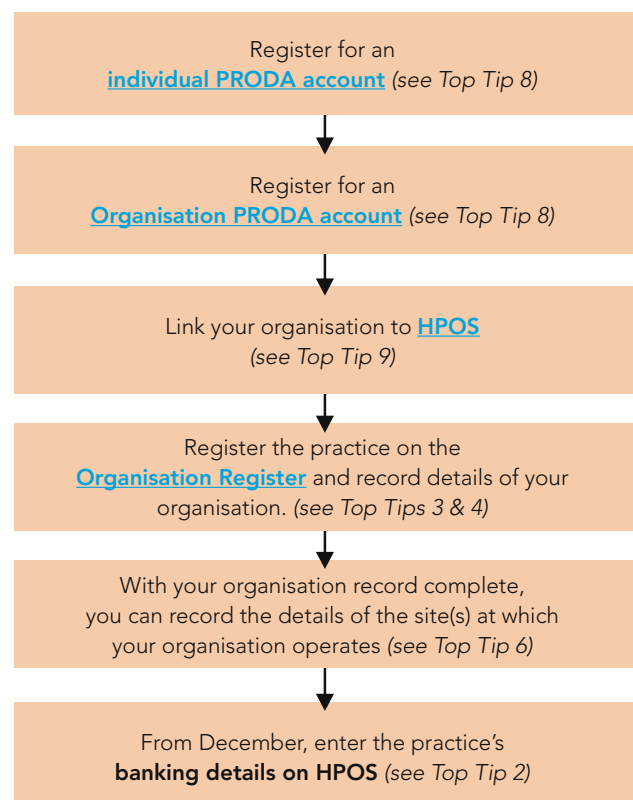 Register for an
individual PRODA account (see Top Tip 8)
Register for an
Organisation PRODA account (see Top Tip 8)
Link your organisation to HPOS
(see Top Tip 9)
Register the practice on the
Organisation Register and record details of your
organisation. (see Top Tips 3 & 4)
With your organisation record complete,
you can record the details of the site(s) at which
your organisation operates (see Top Tip 6)
From December, enter the practice’s
banking details on HPOS (see Top Tip 2)